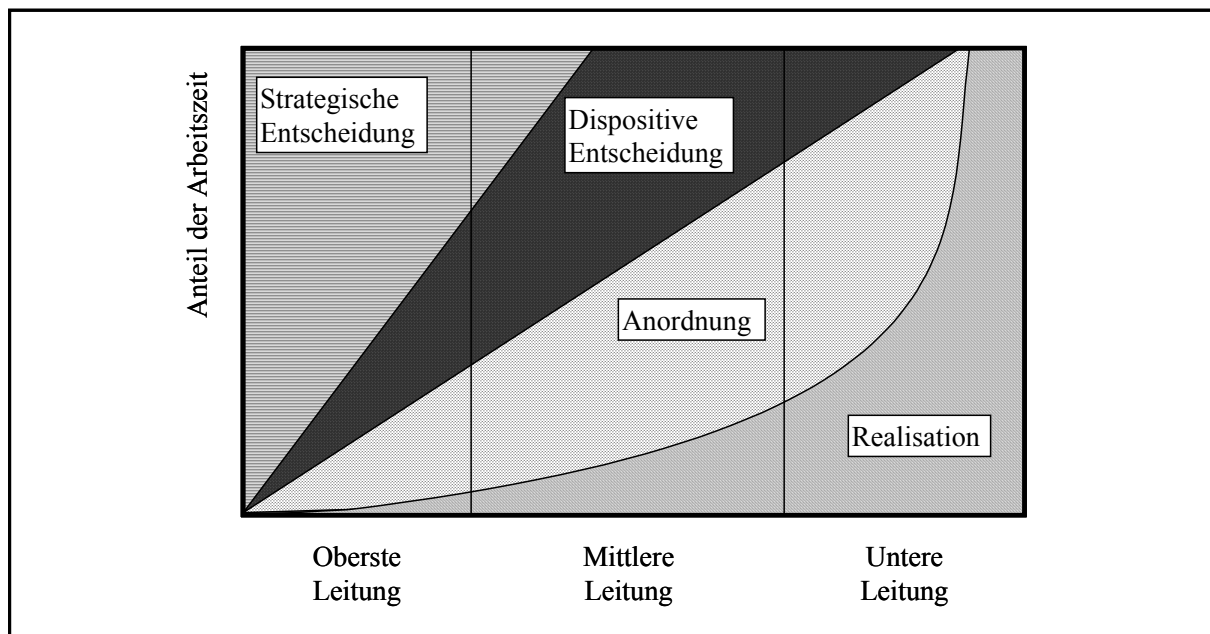 Anteil der Arbeitszeit
Strategische
Entscheidung
Dispositive
Entscheidung
Anordnung
Realisation
Oberste
Leitung
Mittlere
Leitung
Untere
Leitung